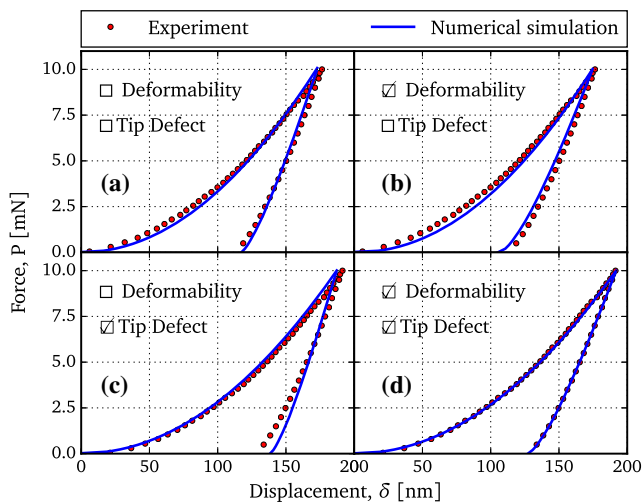 Experiment Numerical simulation
10.0 Deformability Deformability
7.5 Tip Defect Tip Defect
5.0
(a) (b)
2.5
0.0
10.0 Deformability Deformability
7.5 Tip Defect Tip Defect
5.0
(c) (d)
2.5
0.0
0 50 100 150 200 50 100 150 200
Force, P [mN]
Displacement, δ [nm]